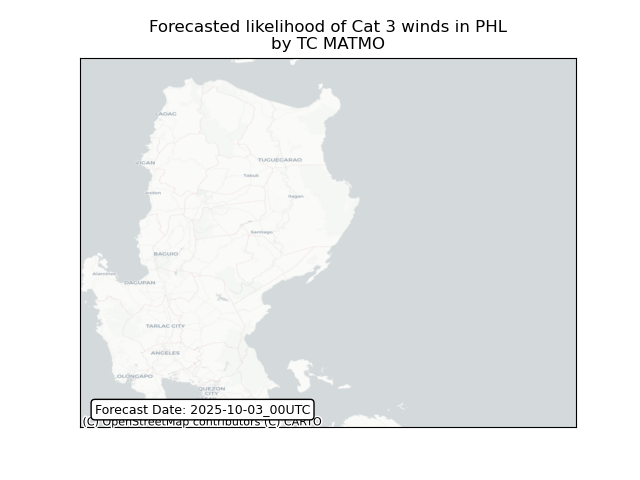 Forecasted likelihood of Cat 3 winds in PHL
by TC MATMO
LAOAG
VIGAN
TUGUEGARAO
Tabuk
Ilagan
Santiago
BAGUIO
Alaminos
DAGUPAN
TARLAC CITY
ANGELES
OLONGAPO
QUEZON
CITY
Forecast Date: 2025-10-03_00UTC
(C) OpenStreetMap contributors (C) CARTO